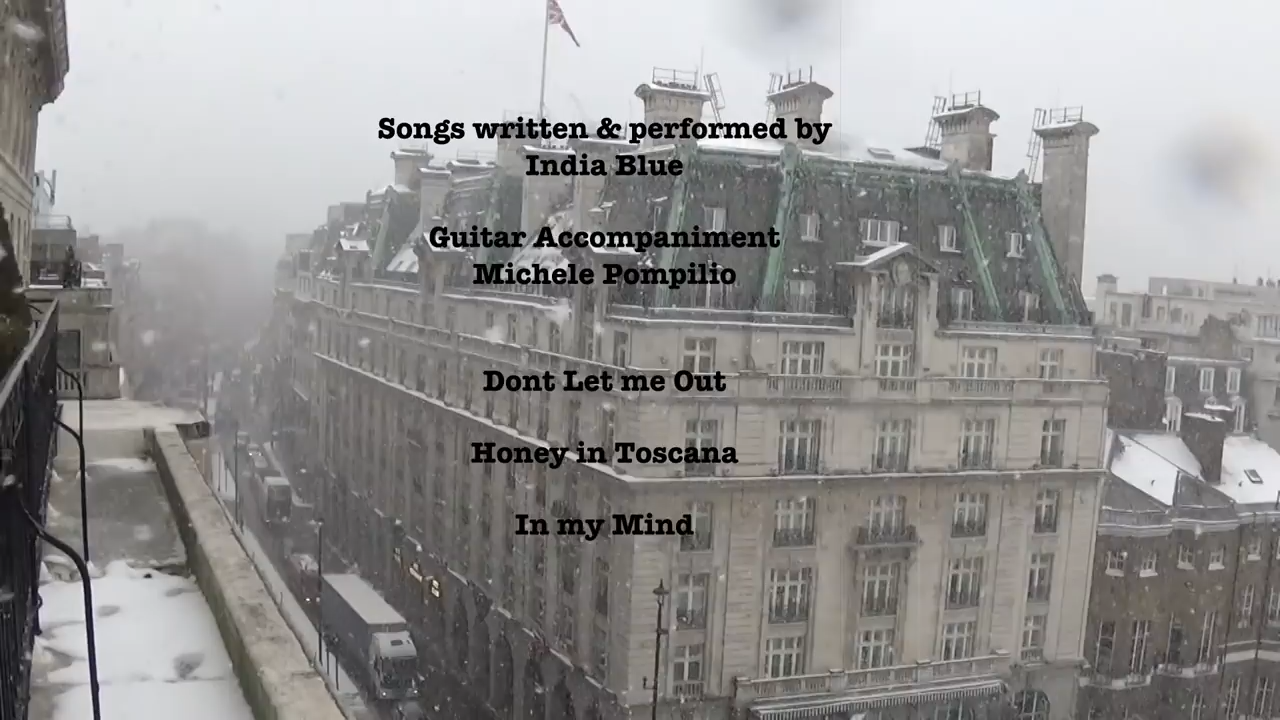 Songs written & performed by
India Blue
Guitar Accompaniment
Michele Pompilio
Dont Let me Out
Honey in Toscana
In my Mind